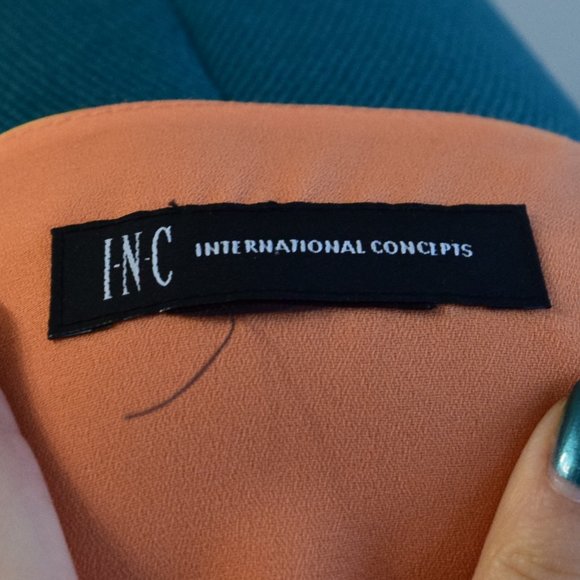 I-N-C INTERNATIONAL CONCEPTS